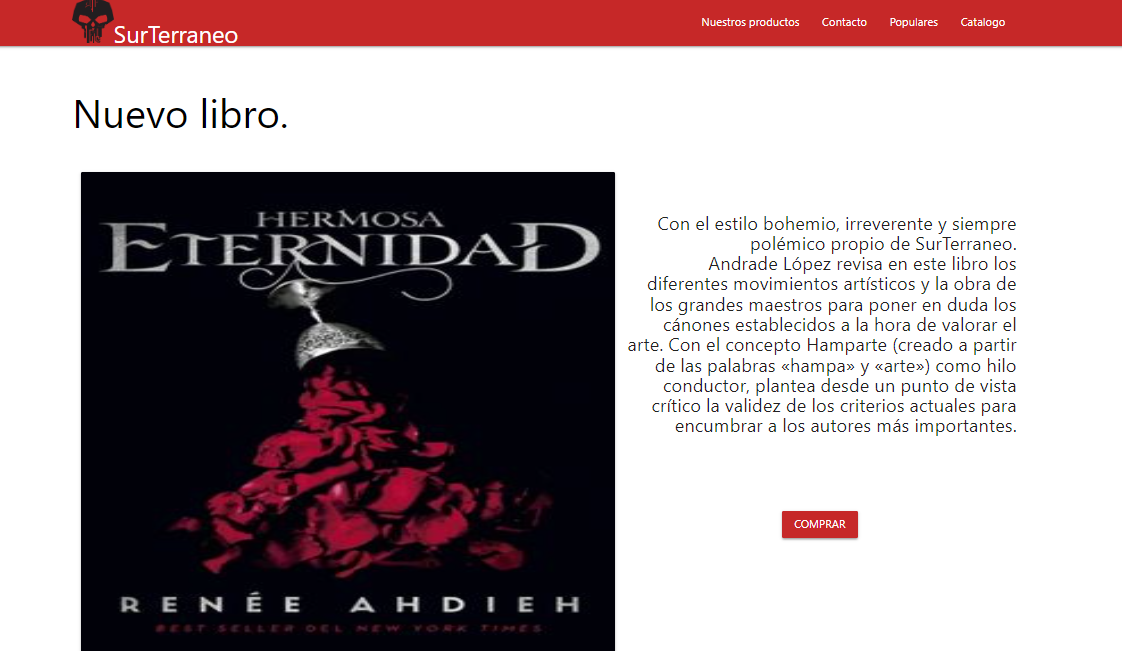 SurTerraneo
Nuestros productos Contacto Populares Catalogo
Nuevo libro.
HERMOSA
ETERNIDAD
RENÉE AHDIEH
BEST SELLER DEL NEW YORK TIMES
Con el estilo bohemio, irreverente y siempre
polémico propio de SurTerraneo.
Andrade López revisa en este libro los
diferentes movimientos artísticos y la obra de
los grandes maestros para poner en duda los
cánones establecidos a la hora de valorar el
arte. Con el concepto Hamparte (creado a partir
de las palabras «hampa» y «arte») como hilo
conductor, plantea desde un punto de vista
crítico la validez de los criterios actuales para
encumbrar a los autores más importantes.
COMPRAR